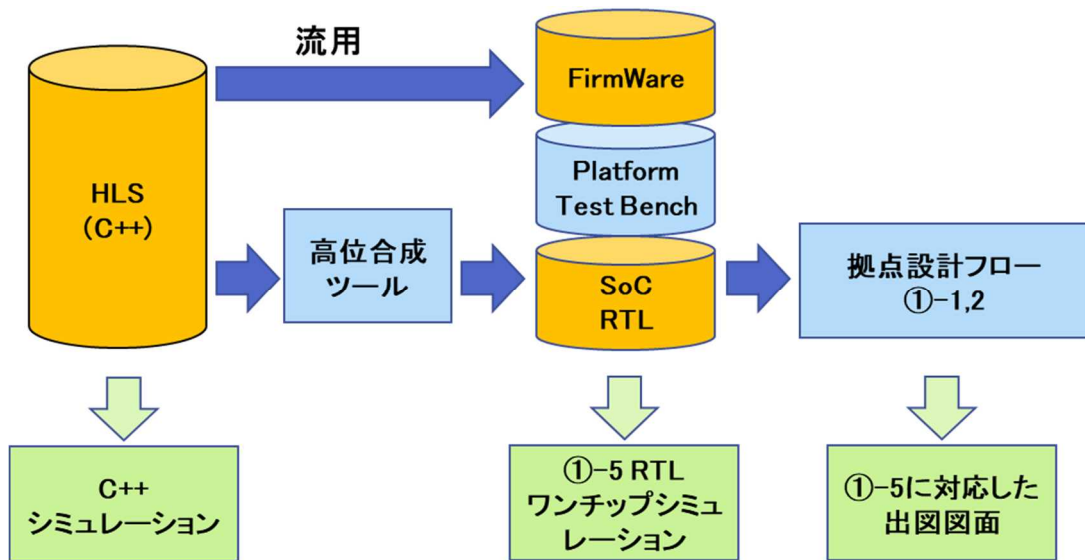 流用
FirmWare
HLS
(C++)
Platform
Test Bench
高位合成
ツール
SoC
RTL
拠点設計フロー
①-1,2
C++
シミュレーション
①-5 RTL
ワンチップシミュ
レーション
①-5に対応した
出図図面